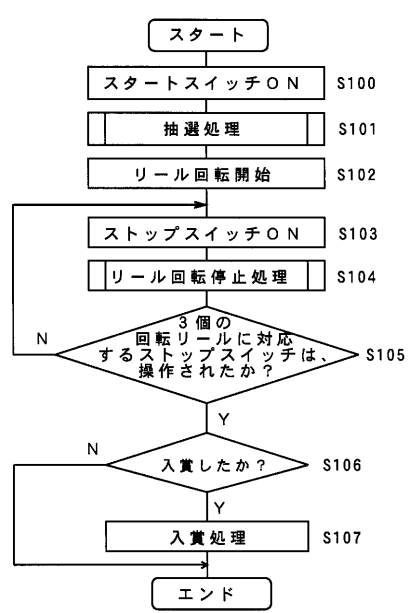 スタート
スタートスイッチON S100
抽選処理 S101
リール回転開始 S102
ストップスイッチON S103
リール回転停止処理 S104
3個の
回転リールに対応
するストップスイッチは、
操作されたか? S105
N
Y
入賞したか? S106
N
Y
入賞処理 S107
エンド